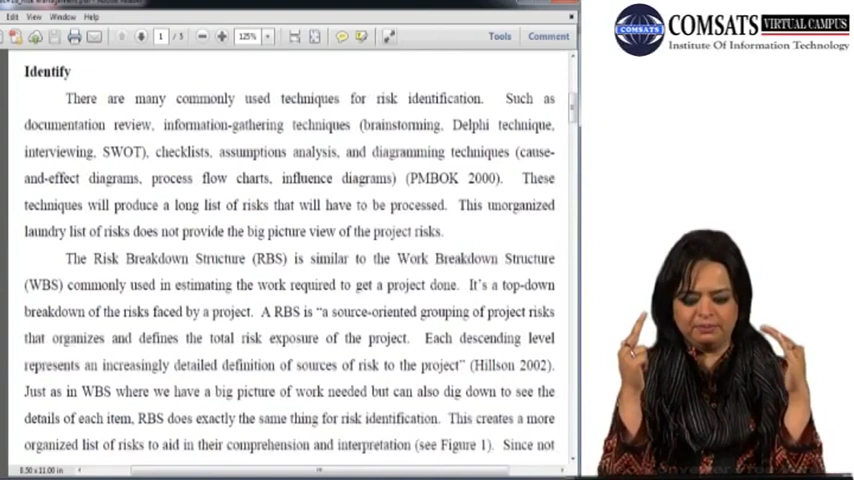 Edit View Window Help
1 / 5 125% Tools Comment
COMSATS VIRTUAL CAMPUS
COMSATS
Institute Of Information Technology
Identify
There are many commonly used techniques for risk identification. Such as
documentation review, information-gathering techniques (brainstorming, Delphi technique,
interviewing, SWOT), checklists, assumptions analysis, and diagramming techniques (cause-
and-effect diagrams, process flow charts, influence diagrams) (PMBOK 2000). These
techniques will produce a long list of risks that will have to be processed. This unorganized
laundry list of risks does not provide the big picture view of the project risks.
The Risk Breakdown Structure (RBS) is similar to the Work Breakdown Structure
(WBS) commonly used in estimating the work required to get a project done. It's a top-down
breakdown of the risks faced by a project. A RBS is “a source-oriented grouping of project risks
that organizes and defines the total risk exposure of the project. Each descending level
represents an increasingly detailed definition of sources of risk to the project” (Hillson 2002).
Just as in WBS where we have a big picture of work needed but can also dig down to see the
details of each item, RBS does exactly the same thing for risk identification. This creates a more
organized list of risks to aid in their comprehension and interpretation (see Figure 1). Since not
8.50 x 11.00 in